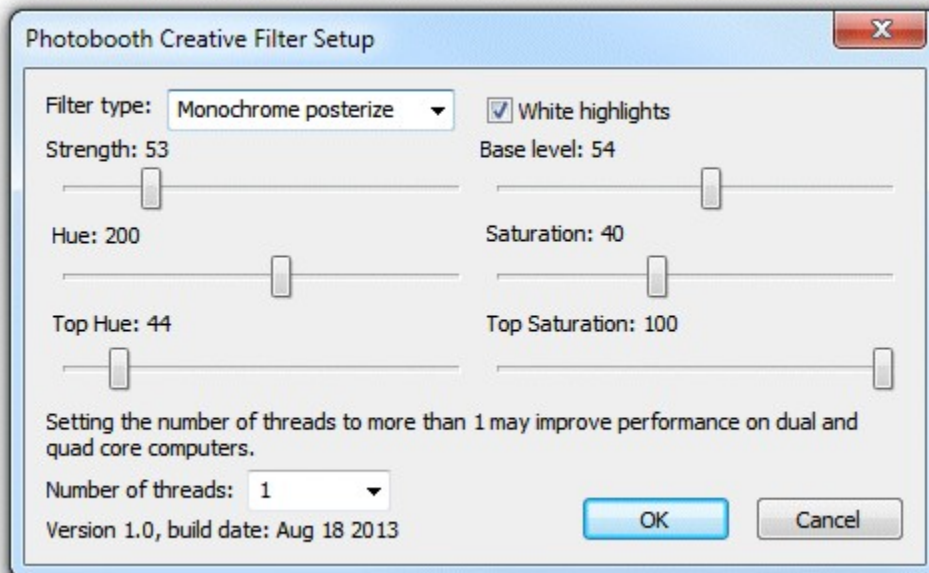 Photobooth Creative Filter Setup
Filter type: Monochrome posterize White highlights
Strength: 53 Base level: 54
Hue: 200 Saturation: 40
Top Hue: 44 Top Saturation: 100
Setting the number of threads to more than 1 may improve performance on dual and
quad core computers.
Number of threads: 1
Version 1.0, build date: Aug 18 2013
OK Cancel